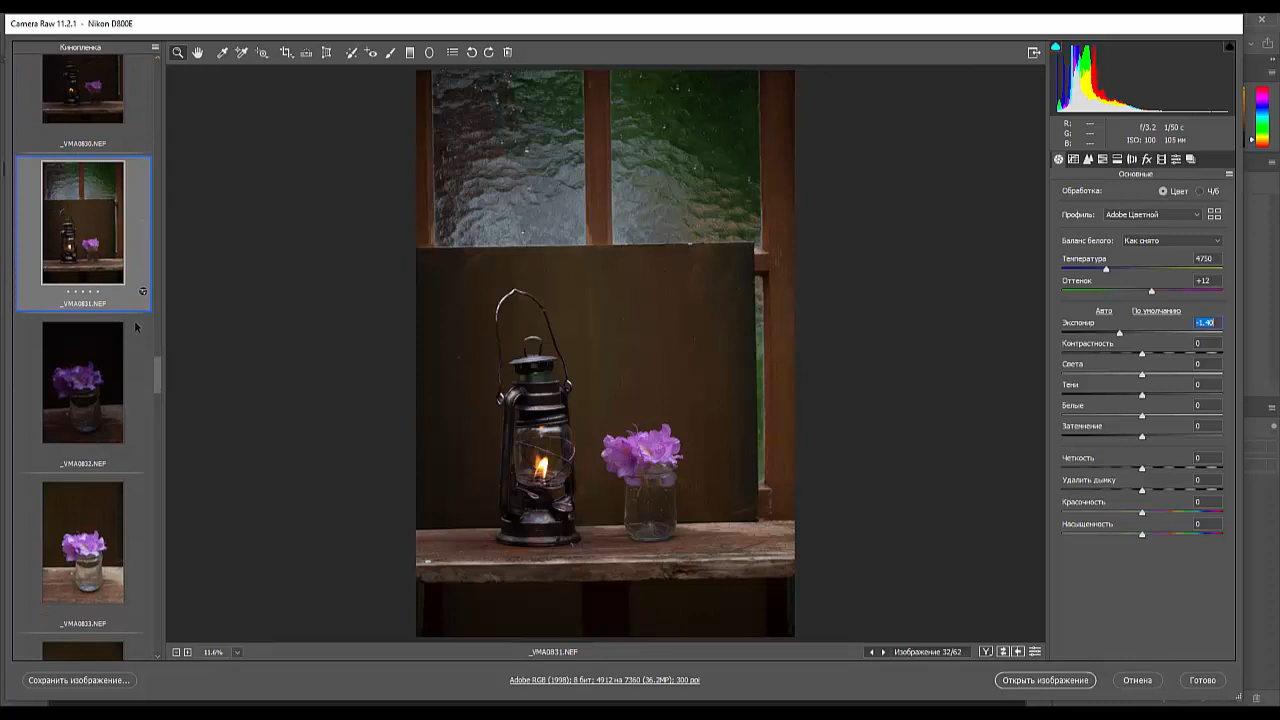 Camera Raw 11.2.1 - Nikon D800E
Кинопленка
_VMA0830.NEF
_VMA0831.NEF
_VMA0832.NEF
_VMA0833.NEF
11.6%
_VMA0831.NEF
Изображение 32/62
Сохранить изображение...
Adobe RGB (1998); 8 бит; 4912 на 7360 (36.2MP); 300 ppi
Открыть изображение
Отмена
Готово
R: ---
G: ---
B: ---
f/3.2 1/50 с
ISO: 100 105 мм
fx
Основные
Обработка: Цвет Ч/б
Профиль: Adobe Цветной
Баланс белого: Как снято
Температура 4750
Оттенок +12
Авто По умолчанию
Экспонир -1.40
Контрастность 0
Света 0
Тени 0
Белые 0
Затемнение 0
Четкость 0
Удалить дымку 0
Красочность 0
Насыщенность 0